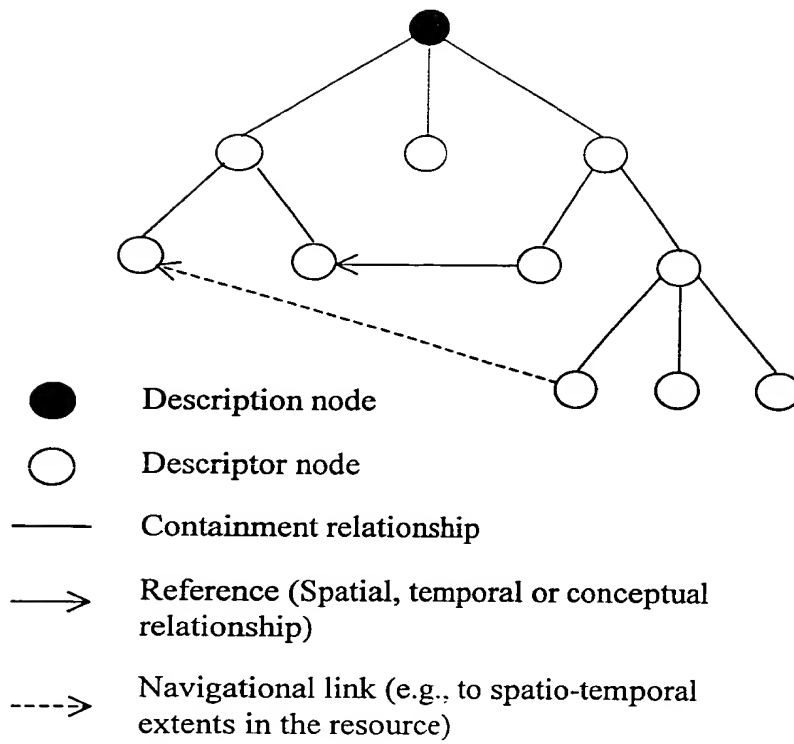 Description node
Descriptor node
Containment relationship
Reference (Spatial, temporal or conceptual
relationship)
Navigational link (e.g., to spatio-temporal
extents in the resource)